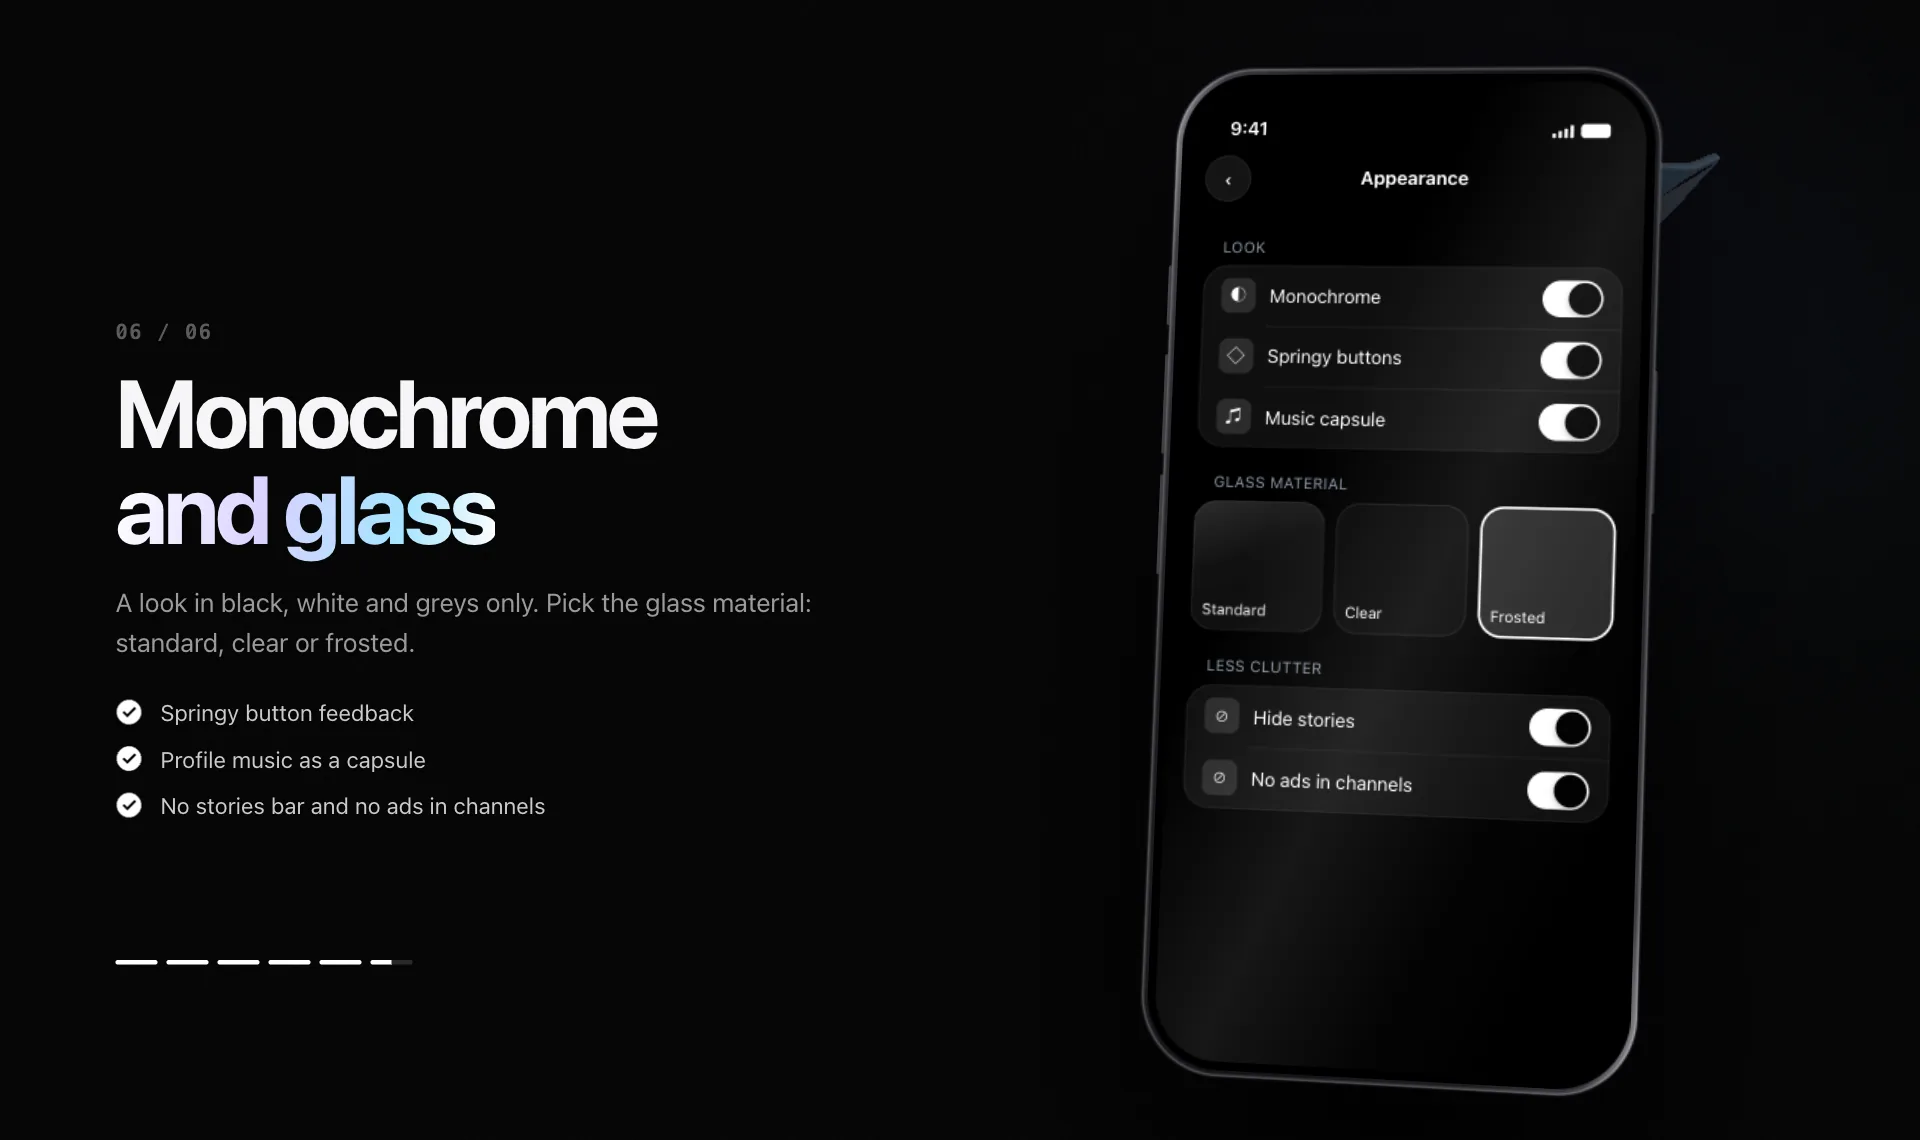 06 / 06
Monochrome
and glass
A look in black, white and greys only. Pick the glass material:
standard, clear or frosted.
Springy button feedback
Profile music as a capsule
No stories bar and no ads in channels
9:41
Appearance
LOOK
Monochrome
Springy buttons
Music capsule
GLASS MATERIAL
Standard
Clear
Frosted
LESS CLUTTER
Hide stories
No ads in channels